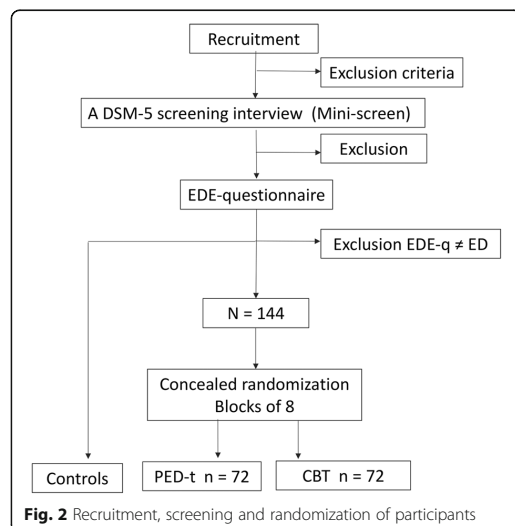 Recruitment
Exclusion criteria
A DSM-5 screening interview (Mini-screen)
Exclusion
EDE-questionnaire
Exclusion EDE-q ≠ ED
N = 144
Concealed randomization
Blocks of 8
Controls
PED-t n = 72
CBT n = 72
Fig. 2 Recruitment, screening and randomization of participants